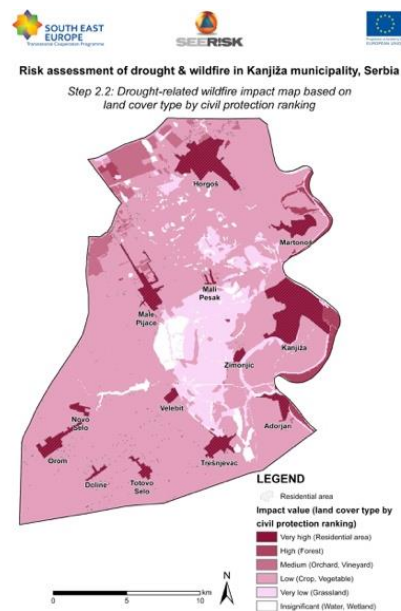 SOUTH EAST
EUROPE
Transnational Cooperation Programme
SEERISK
Risk assessment of drought & wildfire in Kanjiža municipality, Serbia
Step 2.2: Drought-related wildfire impact map based on
land cover type by civil protection ranking
Horgoš
Martonoš
Mali
Pesak
Male
Pijace
Kanjiža
Zimonjić
Velebit
Novo
Selo
Adorjan
Orom
Trešnjevac
Doline
Totovo
Selo
LEGEND
Residential area
Impact value (land cover type by
civil protection ranking)
Very high (Residential area)
High (Forest)
Medium (Orchard, Vineyard)
Low (Crop, Vegetable)
Very low (Grassland)
Insignificant (Water, Wetland)
N
km
0 5 10